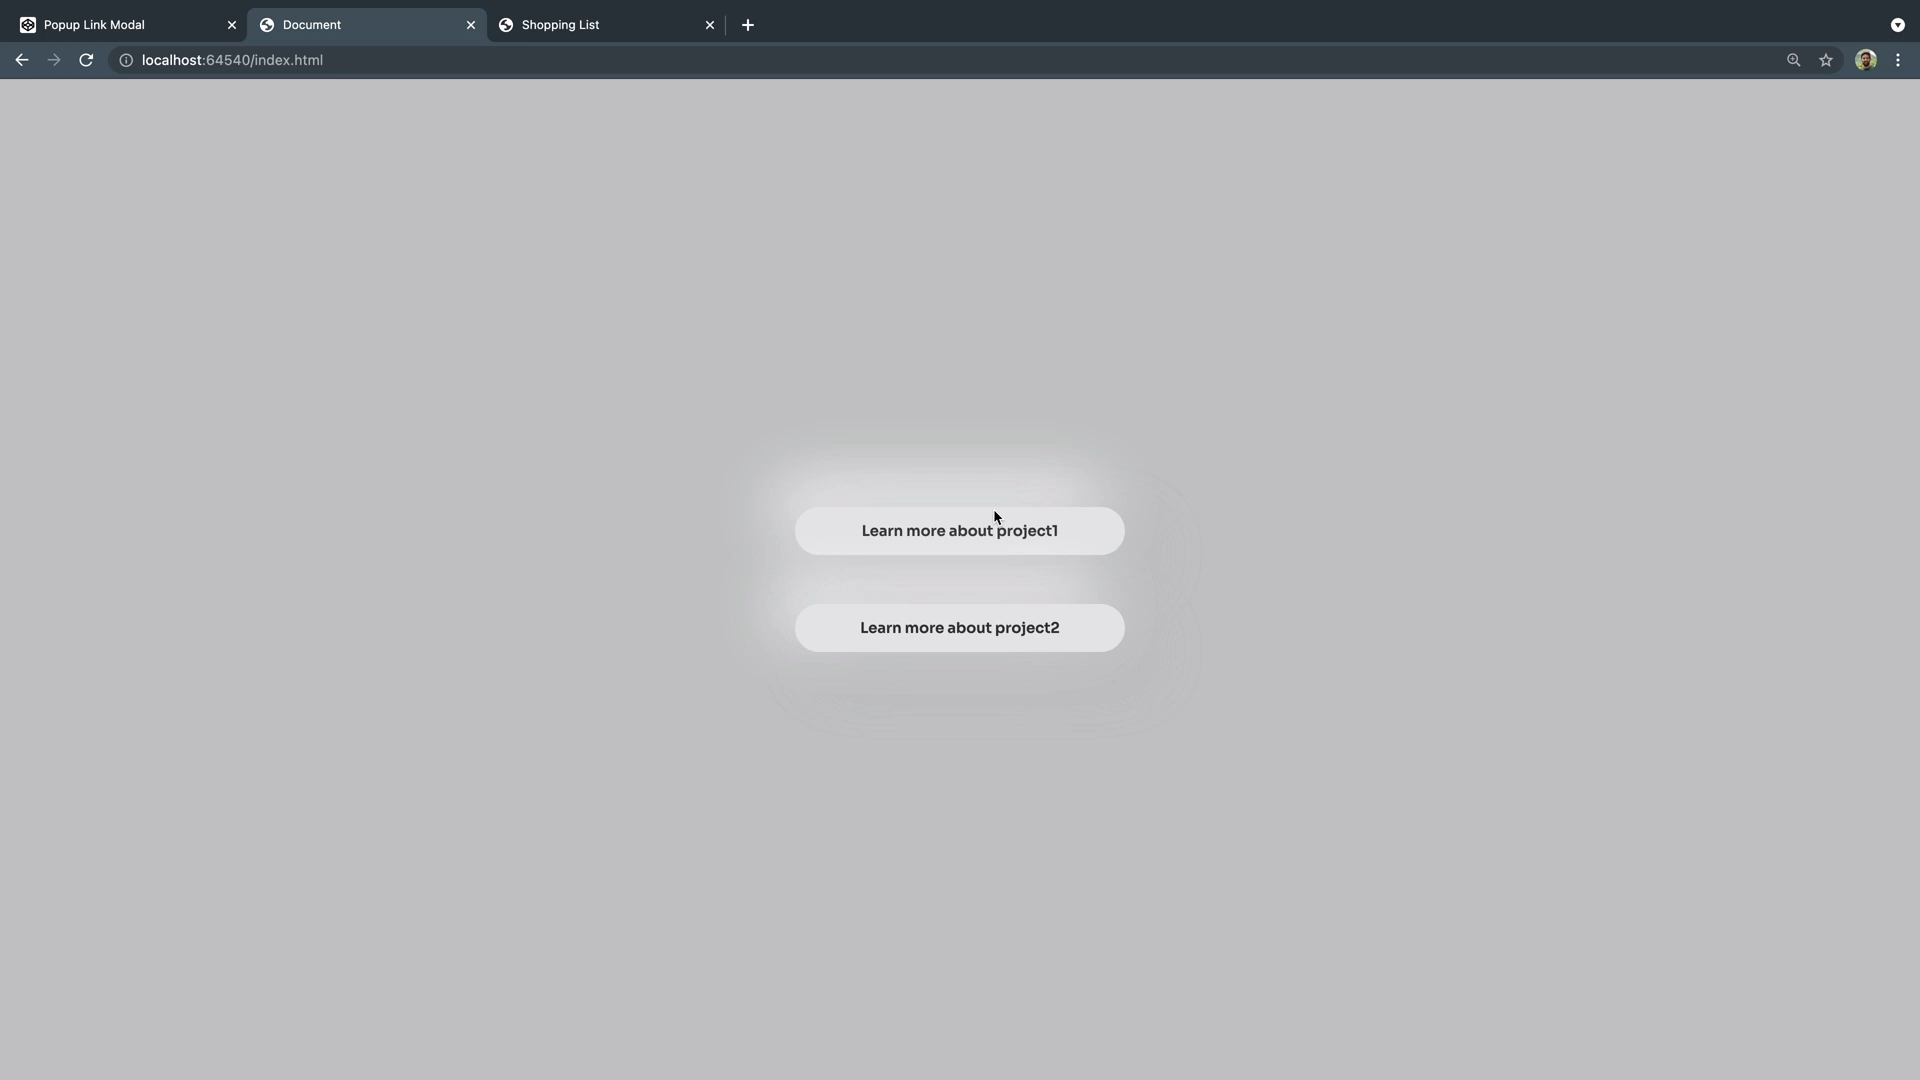 Popup Link Modal
Document
Shopping List
localhost:64540/index.html
Learn more about project1
Learn more about project2